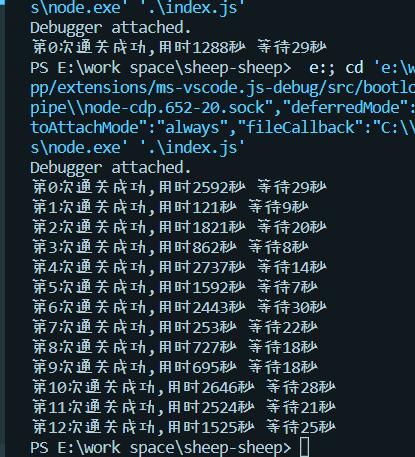 s\node.exe' '.\index.js'
Debugger attached.
第0次通关成功,用时1288秒 等待29秒
PS E:\work space\sheep-sheep>  e:; cd 'e:\w
pp/extensions/ms-vscode.js-debug/src/bootlo
pipe\\node-cdp.652-20.sock","deferredMode":
toAttachMode":"always","fileCallback":"C:\\
s\node.exe' '.\index.js'
Debugger attached.
第0次通关成功,用时2592秒 等待29秒
第1次通关成功,用时121秒 等待9秒
第2次通关成功,用时1821秒 等待20秒
第3次通关成功,用时862秒 等待8秒
第4次通关成功,用时2737秒 等待14秒
第5次通关成功,用时1592秒 等待7秒
第6次通关成功,用时2443秒 等待30秒
第7次通关成功,用时253秒 等待22秒
第8次通关成功,用时727秒 等待18秒
第9次通关成功,用时695秒 等待18秒
第10次通关成功,用时2646秒 等待28秒
第11次通关成功,用时2524秒 等待21秒
第12次通关成功,用时1525秒 等待25秒
PS E:\work space\sheep-sheep>